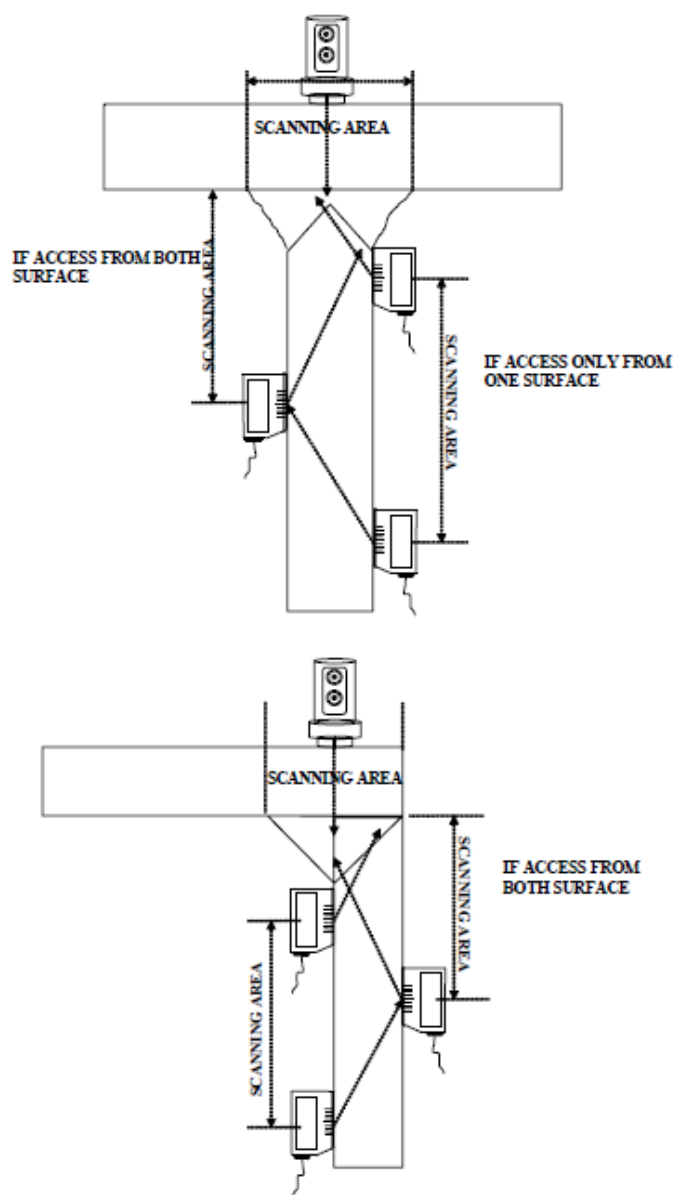 SCANNING AREA
IF ACCESS FROM BOTH
SURFACE
SCANNING AREA
SCANNING AREA
IF ACCESS ONLY FROM
ONE SURFACE
SCANNING AREA
SCANNING AREA
IF ACCESS FROM
BOTH SURFACE
SCANNING AREA